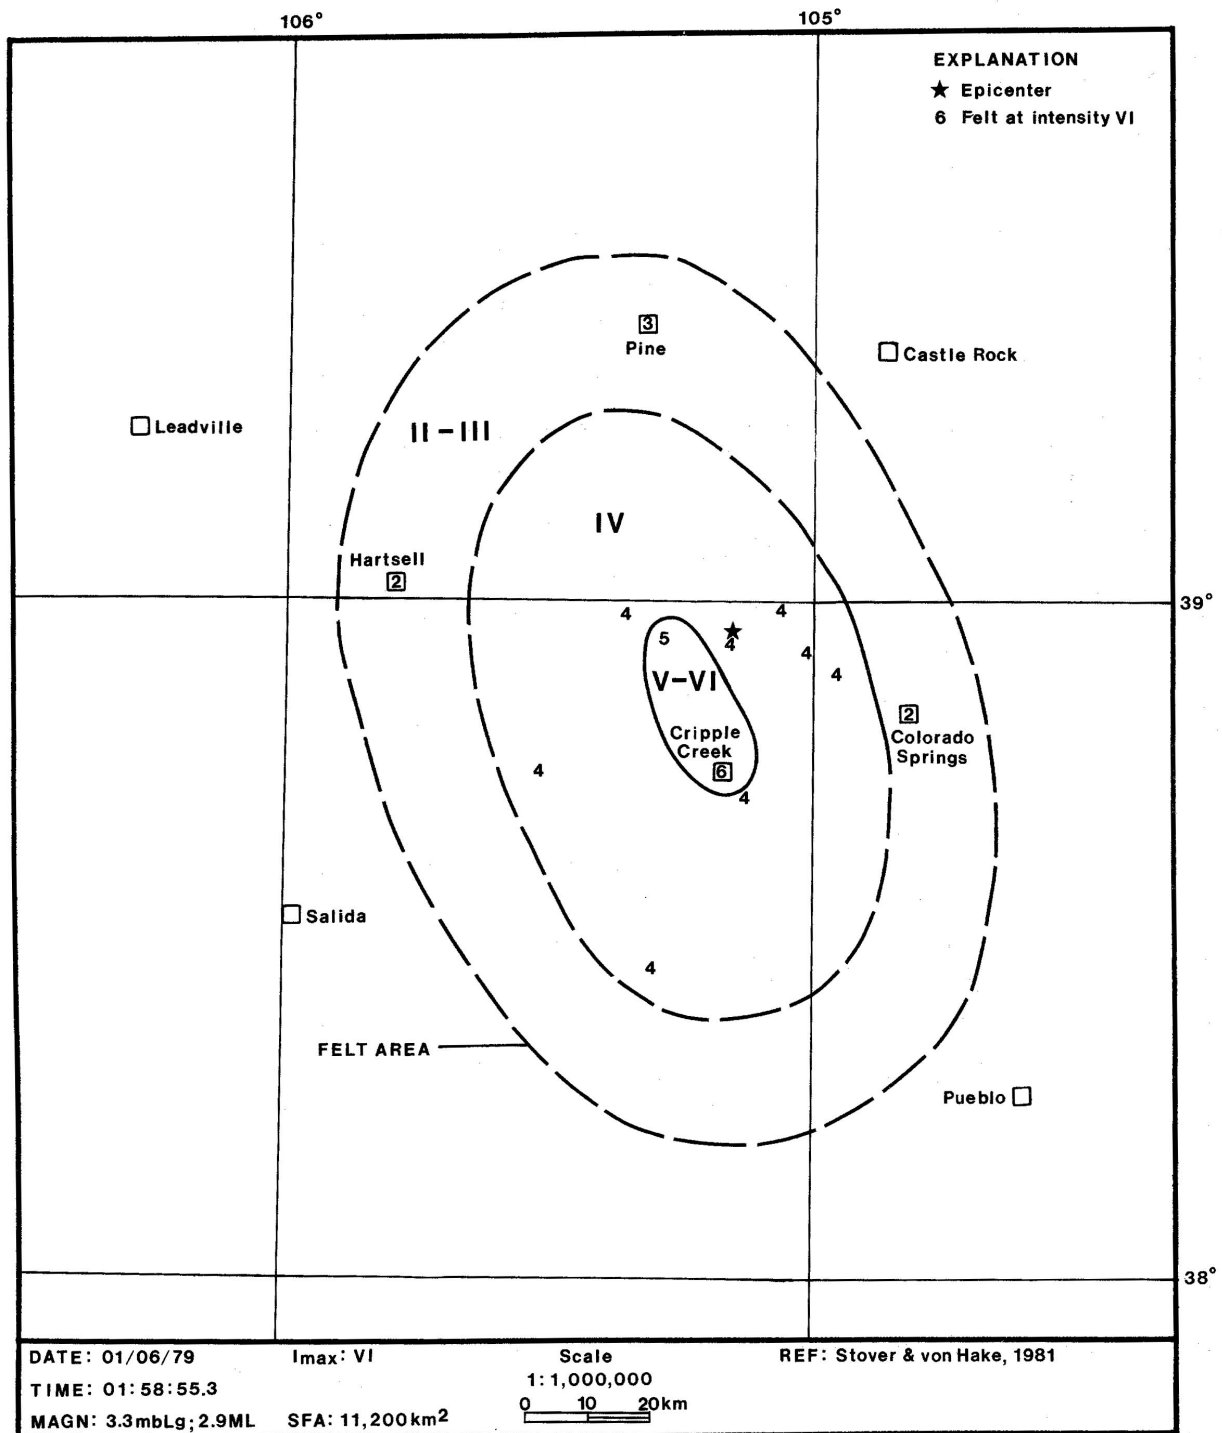 106°
105°
EXPLANATION
★ Epicenter
6 Felt at intensity VI
3
Pine
Castle Rock
Leadville
II-III
IV
Hartsell
2
39°
4
4
5
4
4
4
V-VI
2
Colorado
Springs
Cripple
Creek
6
4
4
Salida
4
FELT AREA
Pueblo
38°
DATE: 01/06/79
Imax: VI
Scale
REF: Stover & von Hake, 1981
1:1,000,000
TIME: 01:58:55.3
0 10 20km
MAGN: 3.3mbLg; 2.9ML
SFA: 11,200km²